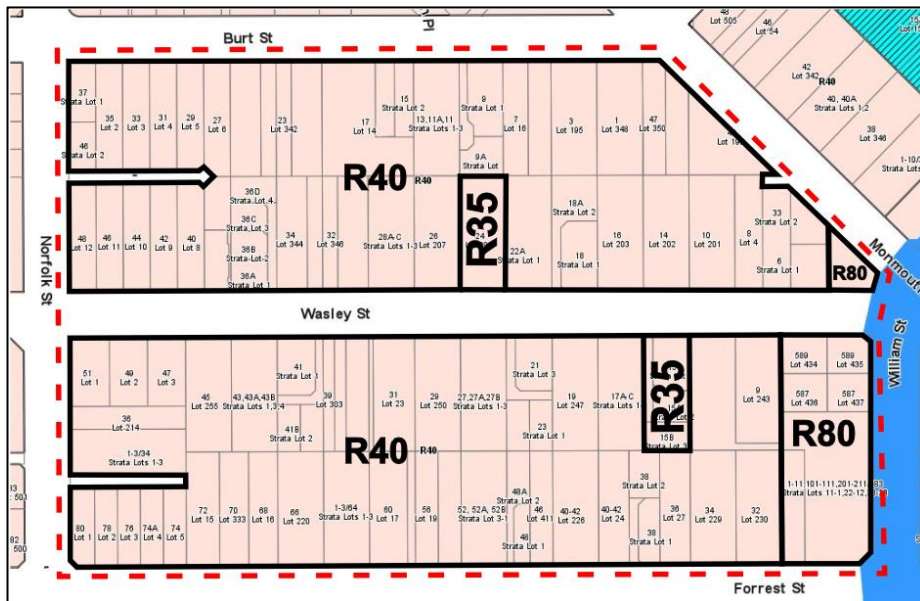 Burt St
48
Lot 505
46
Lot 54
42
Lot 342
R40
40, 40A
Strata Lots 1-2
38
Lot 346
37
Strata Lot 1
35
Lot 2
33
Lot 3
31
Lot 4
29
Lot 5
27
Lot 6
23
Lot 342
17
Lot 14
15
Strata Lot 2
13,11A,11
Strata Lots 1-3
9
Strata Lot 1
9A
Strata Lot
7
Lot 16
3
Lot 195
1
Lot 348
47
Lot 350
46
Strata Lot 2
R40
R40
R35
48
Lot 12
46
Lot 11
44
Lot 10
42
Lot 9
40
Lot 8
36D
Strata Lot 4
36C
Strata Lot 3
36B
Strata Lot 2
36A
Strata Lot 1
34
Lot 344
32
Lot 346
28A-C
Strata Lots 1-3
26
Lot 207
24
22A
Strata Lot 1
18A
Strata Lot 2
18
Strata Lot 1
16
Lot 203
14
Lot 202
10
Lot 201
8
Lot 4
33
Strata Lot 2
6
Strata Lot 1
R80
Norfolk St
Monmouth
William St
Wasley St
51
Lot 1
49
Lot 2
47
Lot 3
45
Lot 255
43,43A,43B
Strata Lots 1,3,4
41
Strata Lot 1
41B
Strata Lot 2
39
Lot 303
31
Lot 23
29
Lot 250
27,27A,27B
Strata Lots 1-3
21
Strata Lot 3
23
Strata Lot 1
19
Lot 247
17A-C
Strata Lot 1
R35
15B
Strata Lot 3
9
Lot 243
589
Lot 434
589
Lot 435
587
Lot 436
587
Lot 437
R80
36
Lot 214
1-3/34
Strata Lots 1-3
R40
R40
80
Lot 1
78
Lot 2
76
Lot 3
74A
Lot 4
74
Lot 5
72
Lot 15
70
Lot 333
68
Lot 16
66
Lot 220
1-3/64
Strata Lots 1-3
60
Lot 17
56
Lot 19
52, 52A, 52B
Strata Lot 3-1
48A
Strata Lot 2
48
Strata Lot 1
46
Lot 411
40-42
Lot 226
40-42
Lot 24
38
Strata Lot 2
38
Strata Lot 1
36
Lot 27
34
Lot 229
32
Lot 230
Forrest St